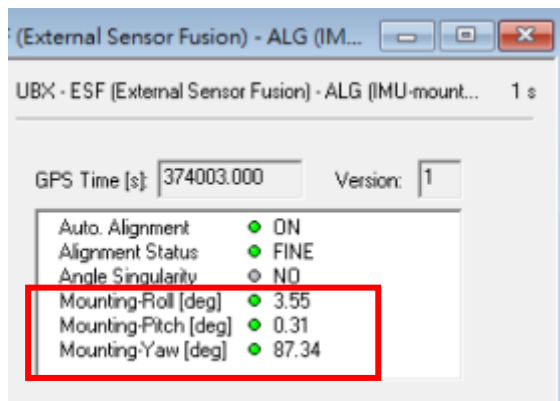 (External Sensor Fusion) - ALG (IM...
UBX - ESF (External Sensor Fusion) - ALG (IMU-mount... 1 s
GPS Time [s]: 374003.000 Version: 1
Auto. Alignment ON
Alignment Status FINE
Angle Singularity NO
Mounting-Roll [deg] 3.55
Mounting-Pitch [deg] 0.31
Mounting-Yaw [deg] 87.34